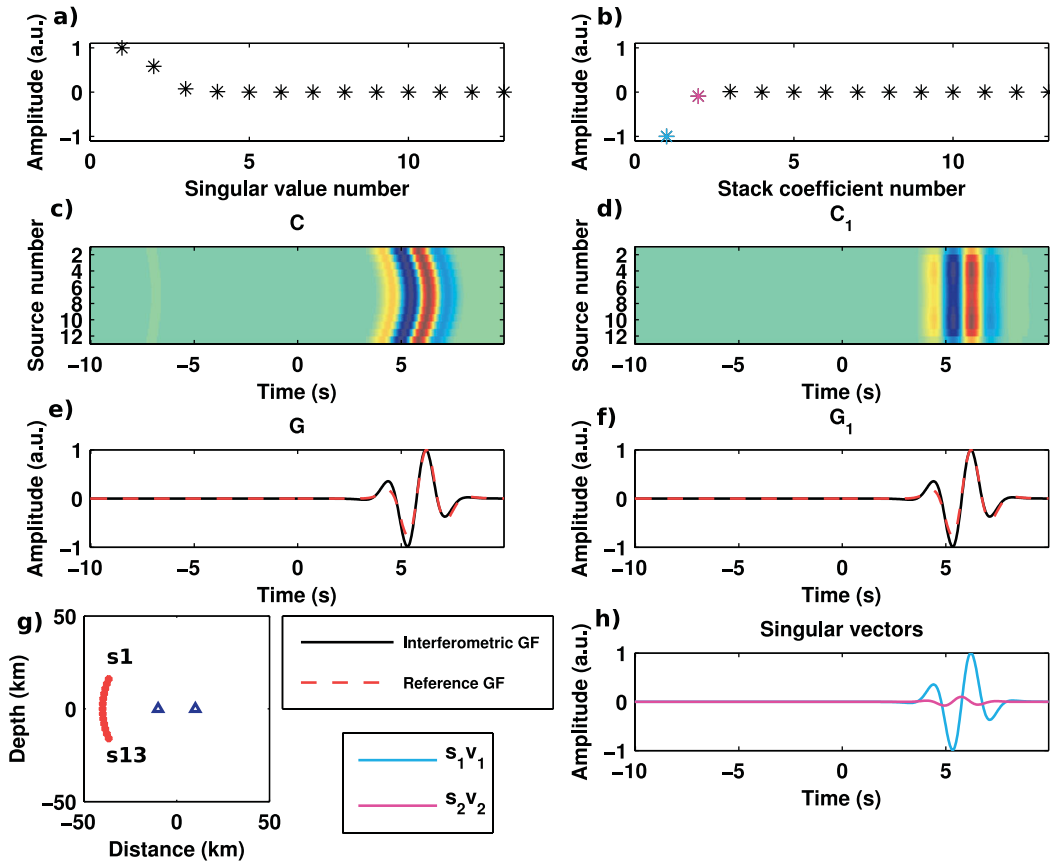 a)
Amplitude (a.u.)
1
0
−1
0
5
10
Singular value number
b)
Amplitude (a.u.)
1
0
−1
0
5
10
Stack coefficient number
c)
C
Source number
2
4
6
8
10
12
−10
−5
0
5
Time (s)
d)
C1
Source number
2
4
6
8
10
12
−10
−5
0
5
Time (s)
e)
G
Amplitude (a.u.)
1
0
−1
−10
−5
0
5
Time (s)
f)
G1
Amplitude (a.u.)
1
0
−1
−10
−5
0
5
Time (s)
g)
Depth (km)
50
0
−50
s1
s13
−50
0
50
Distance (km)
Interferometric GF
Reference GF
s1v1
s2v2
h)
Singular vectors
Amplitude (a.u.)
1
0
−1
−10
−5
0
5
Time (s)